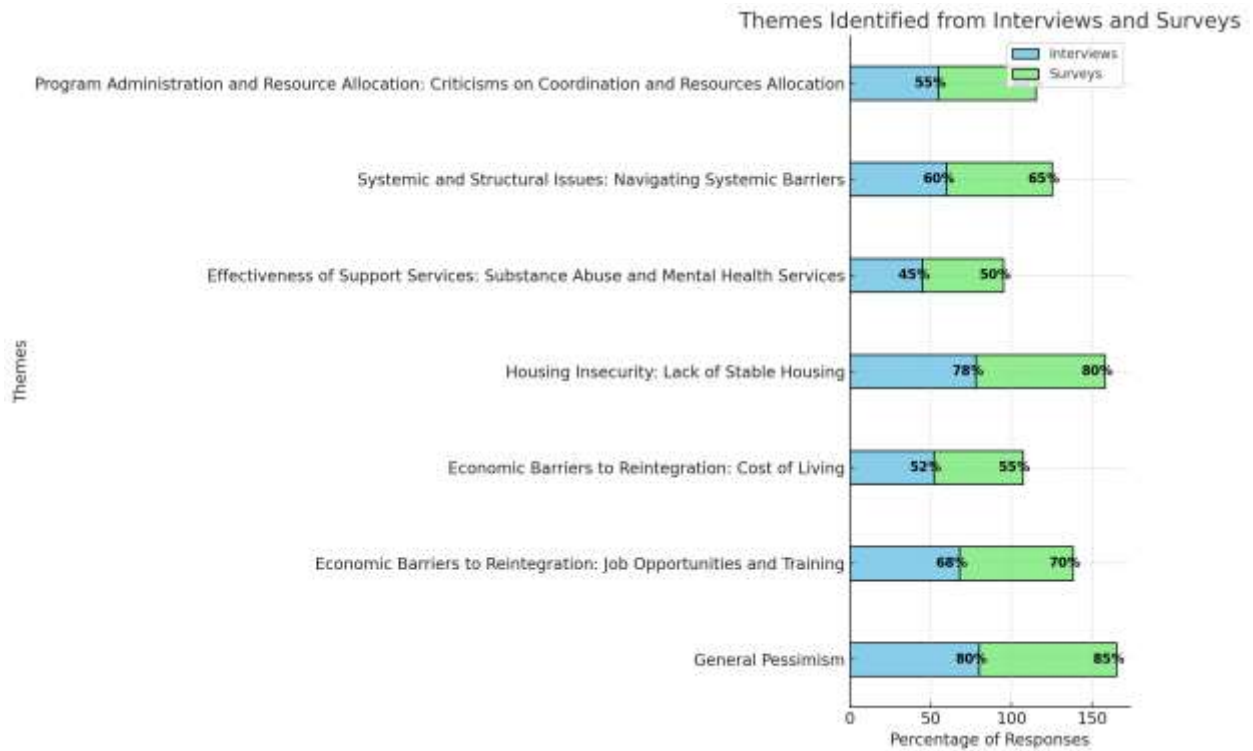 Themes Identified from Interviews and Surveys
Interviews
Surveys
Program Administration and Resource Allocation: Criticisms on Coordination and Resources Allocation
55%
Systemic and Structural Issues: Navigating Systemic Barriers
60% 65%
Effectiveness of Support Services: Substance Abuse and Mental Health Services
45% 50%
Housing Insecurity: Lack of Stable Housing
78% 80%
Themes
Economic Barriers to Reintegration: Cost of Living
52% 55%
Economic Barriers to Reintegration: Job Opportunities and Training
68% 70%
General Pessimism
80% 85%
0 50 100 150
Percentage of Responses